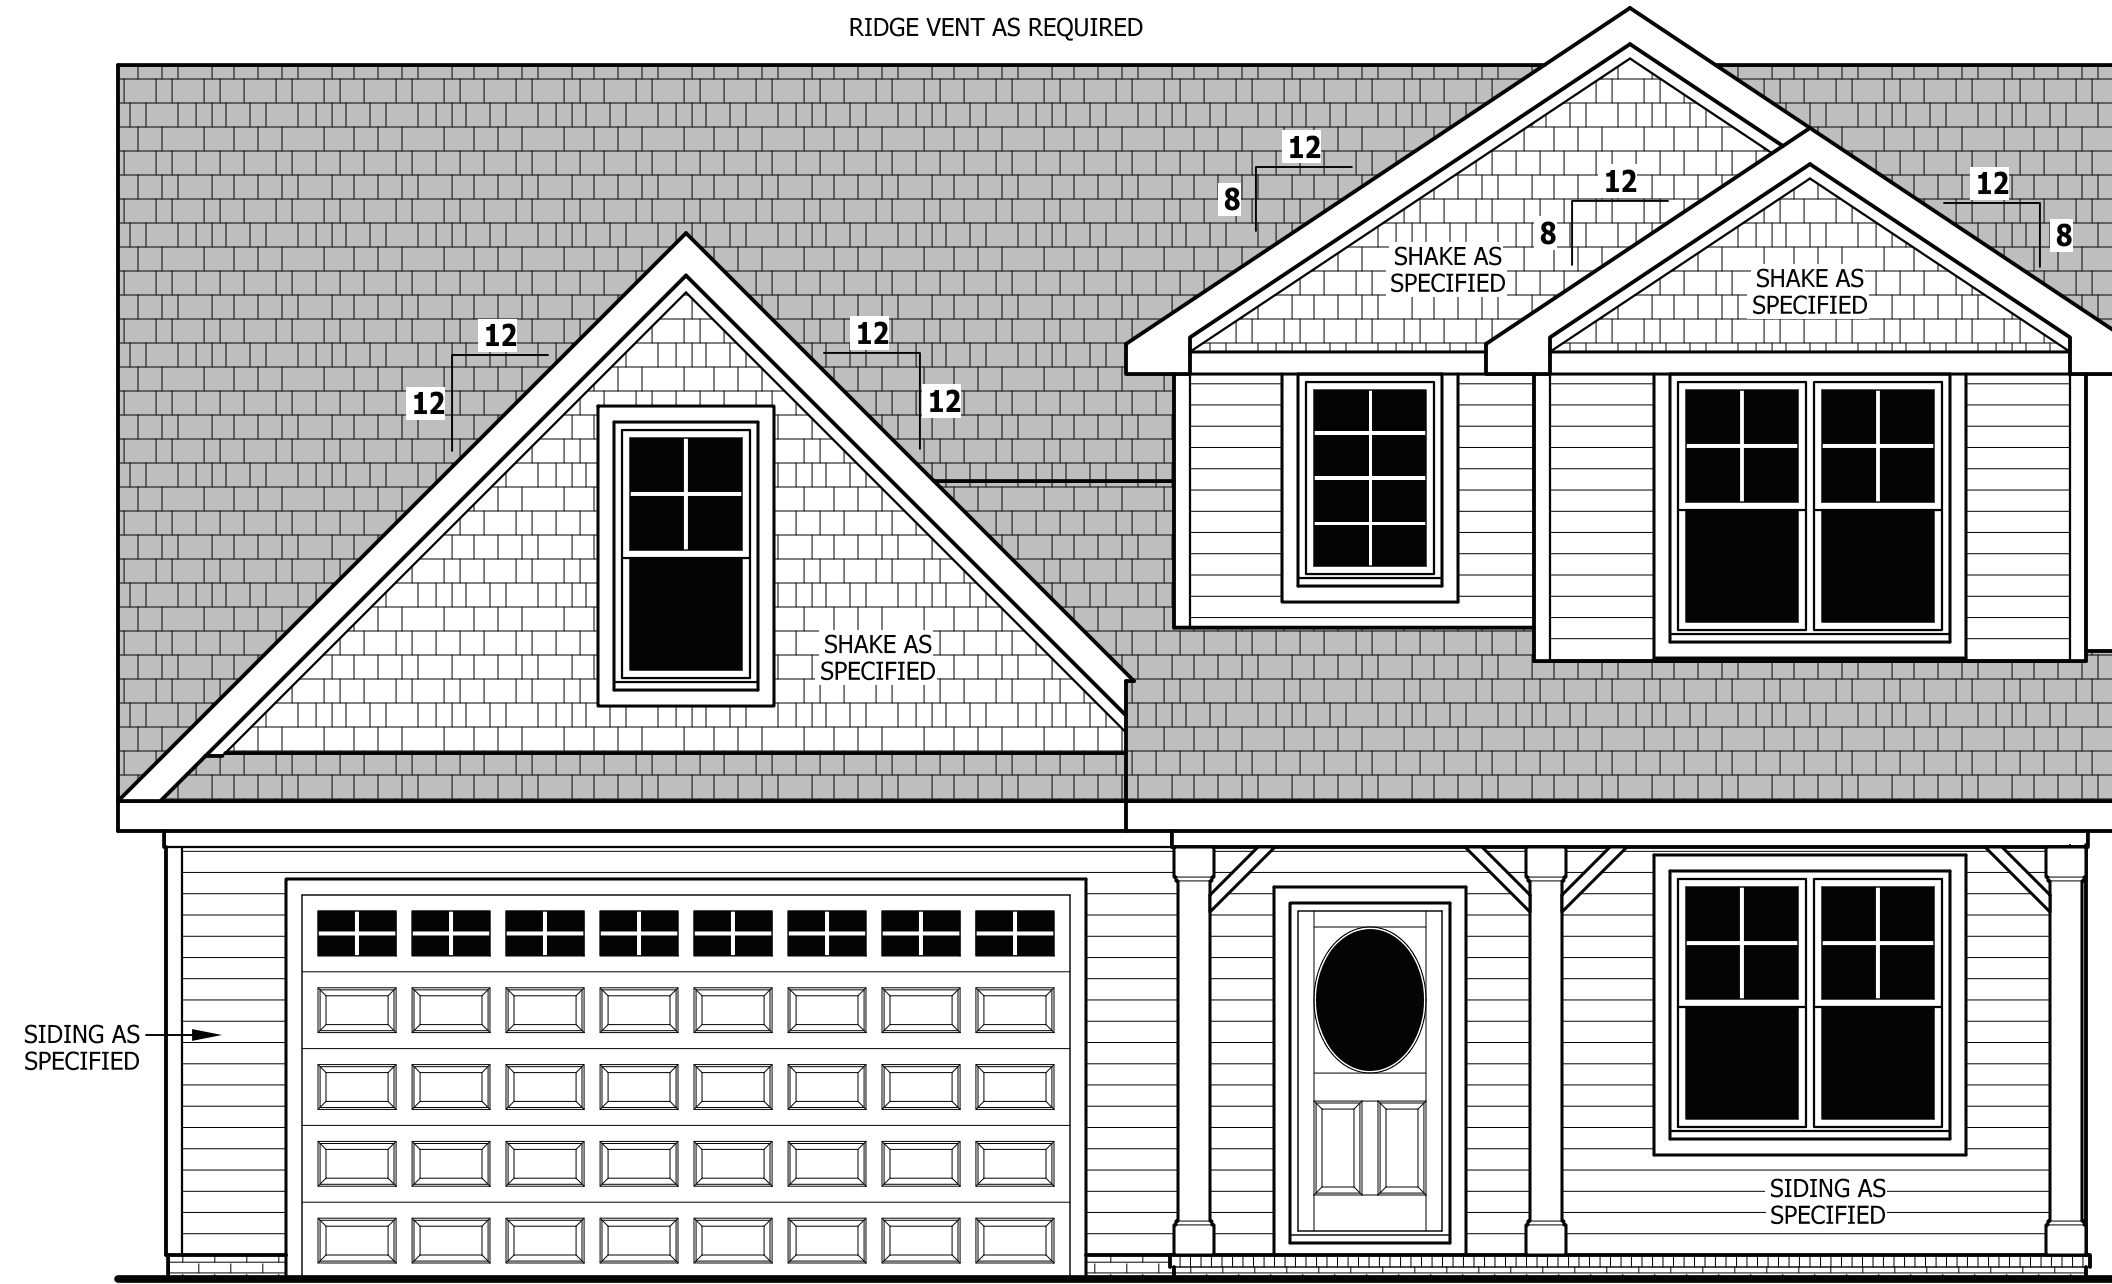 RIDGE VENT AS REQUIRED
12
8
12
8
12
8
SHAKE AS
SPECIFIED
SHAKE AS
SPECIFIED
12
12
12
12
SHAKE AS
SPECIFIED
SIDING AS
SPECIFIED
SIDING AS
SPECIFIED